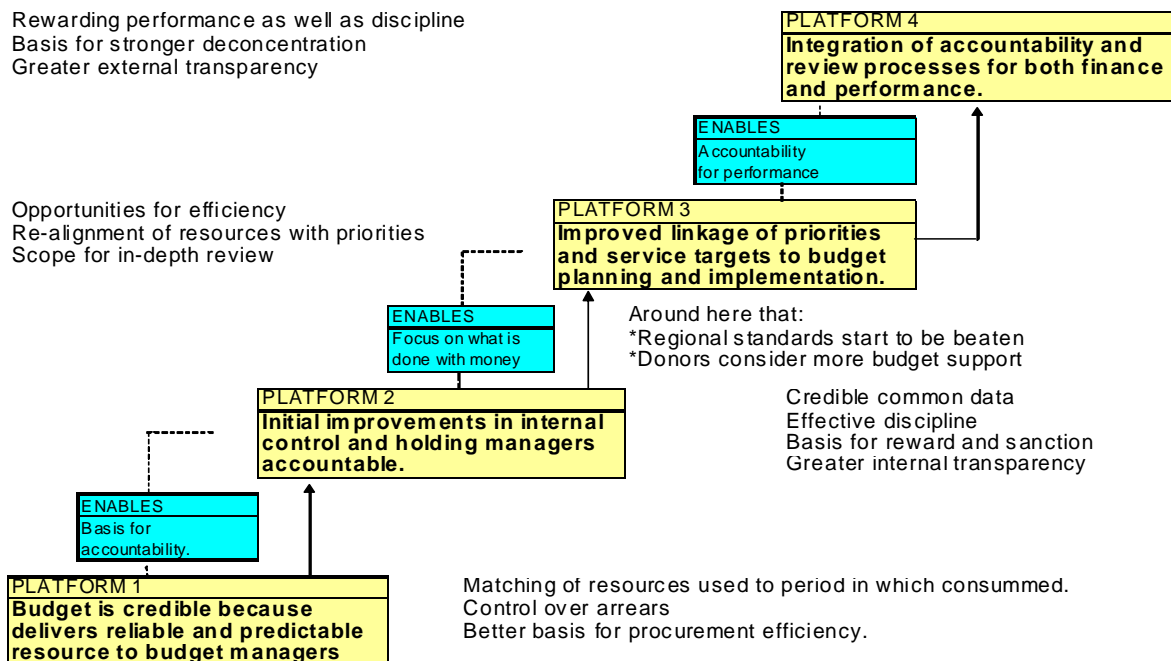 Rewarding performance as well as discipline
Basis for stronger deconcentration
Greater external transparency
PLATFORM 4
Integration of accountability and
review processes for both finance
and performance.
ENABLES
Accountability
for performance
Opportunities for efficiency
Re-alignment of resources with priorities
Scope for in-depth review
PLATFORM 3
Improved linkage of priorities
and service targets to budget
planning and implementation.
ENABLES
Focus on what is
done with money
Around here that:
*Regional standards start to be beaten
*Donors consider more budget support
PLATFORM 2
Initial improvements in internal
control and holding managers
accountable.
Credible common data
Effective discipline
Basis for reward and sanction
Greater internal transparency
ENABLES
Basis for
accountability.
PLATFORM 1
Budget is credible because
delivers reliable and predictable
resource to budget managers
Matching of resources used to period in which consummed.
Control over arrears
Better basis for procurement efficiency.